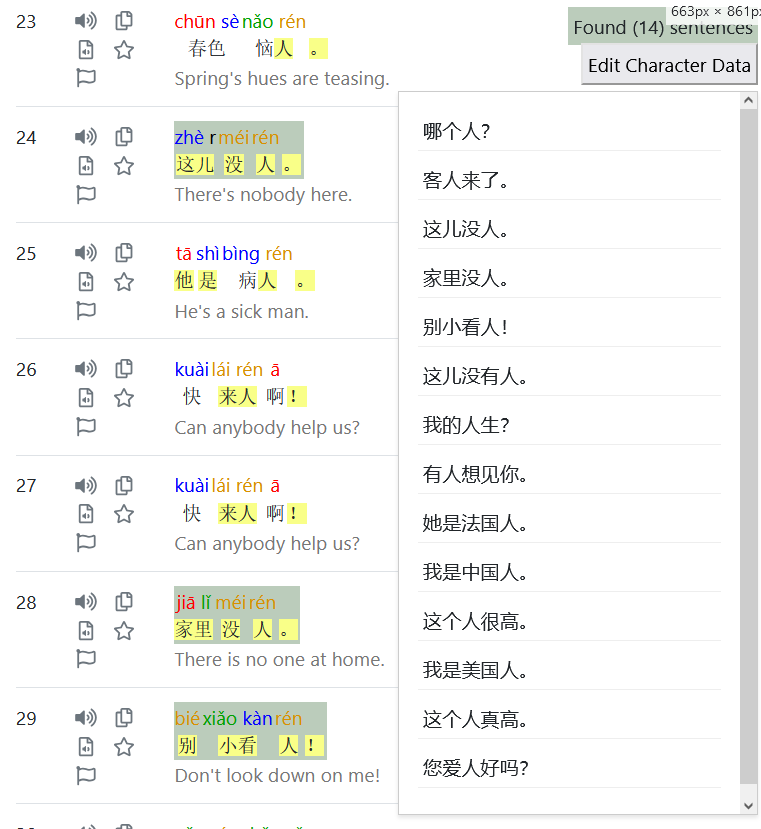 663px × 861px
Found (14) sentences
Edit Character Data
23
chūn sè nǎo rén
春色 恼人 。
Spring's hues are teasing.
24
zhè r méi rén
这儿 没 人 。
There's nobody here.
25
tā shì bìng rén
他 是 病人 。
He's a sick man.
26
kuài lái rén ā
快 来人 啊 !
Can anybody help us?
27
kuài lái rén ā
快 来人 啊 !
Can anybody help us?
28
jiā lǐ méi rén
家里 没 人 。
There is no one at home.
29
bié xiǎo kàn rén
别 小看 人 !
Don't look down on me!
哪个人?
客人来了。
这儿没人。
家里没人。
别小看人!
这儿没有人。
我的人生?
有人想见你。
她是法国人。
我是中国人。
这个人很高。
我是美国人。
这个人真高。
您爱人好吗?